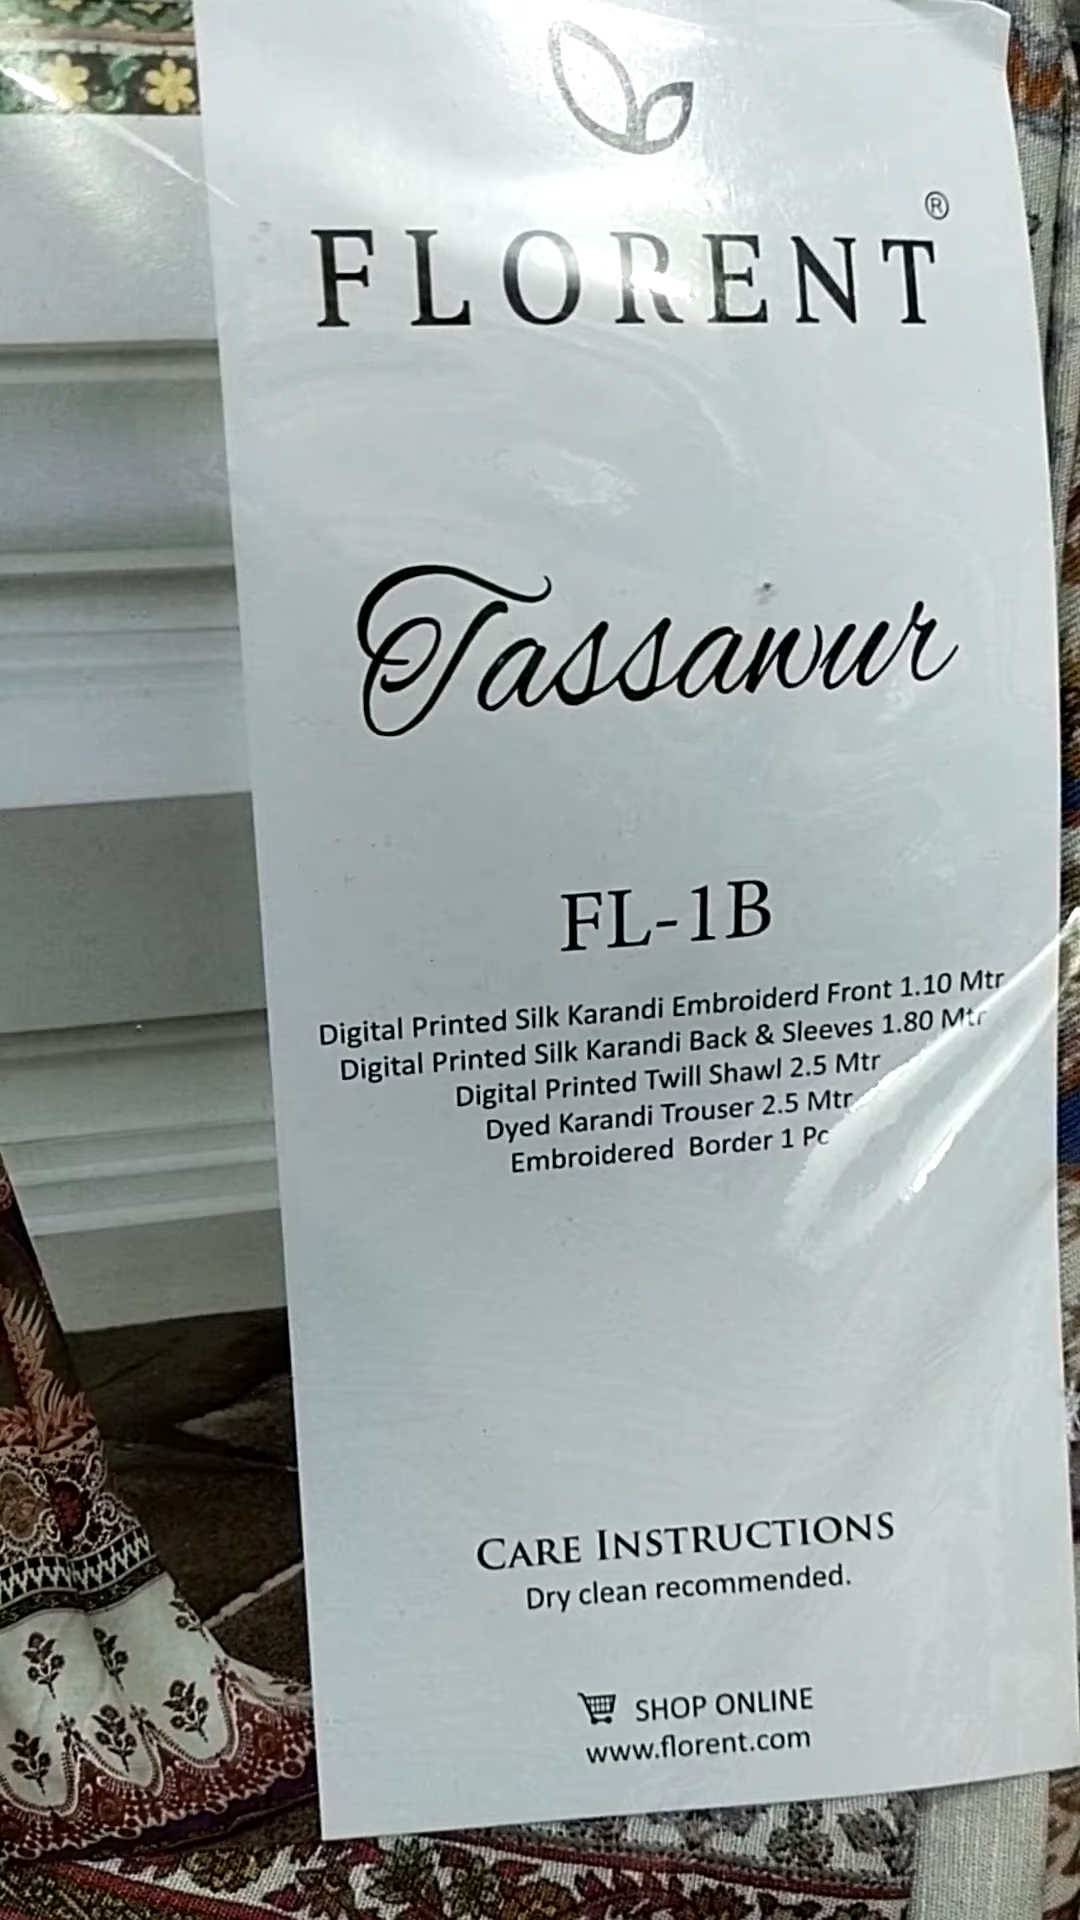 FLORENT®
Tassawur
FL-1B
Digital Printed Silk Karandi Embroiderd Front 1.10 Mtr
Digital Printed Silk Karandi Back & Sleeves 1.80 Mtr
Digital Printed Twill Shawl 2.5 Mtr
Dyed Karandi Trouser 2.5 Mtr
Embroidered Border 1 Pc
CARE INSTRUCTIONS
Dry clean recommended.
SHOP ONLINE
www.florent.com